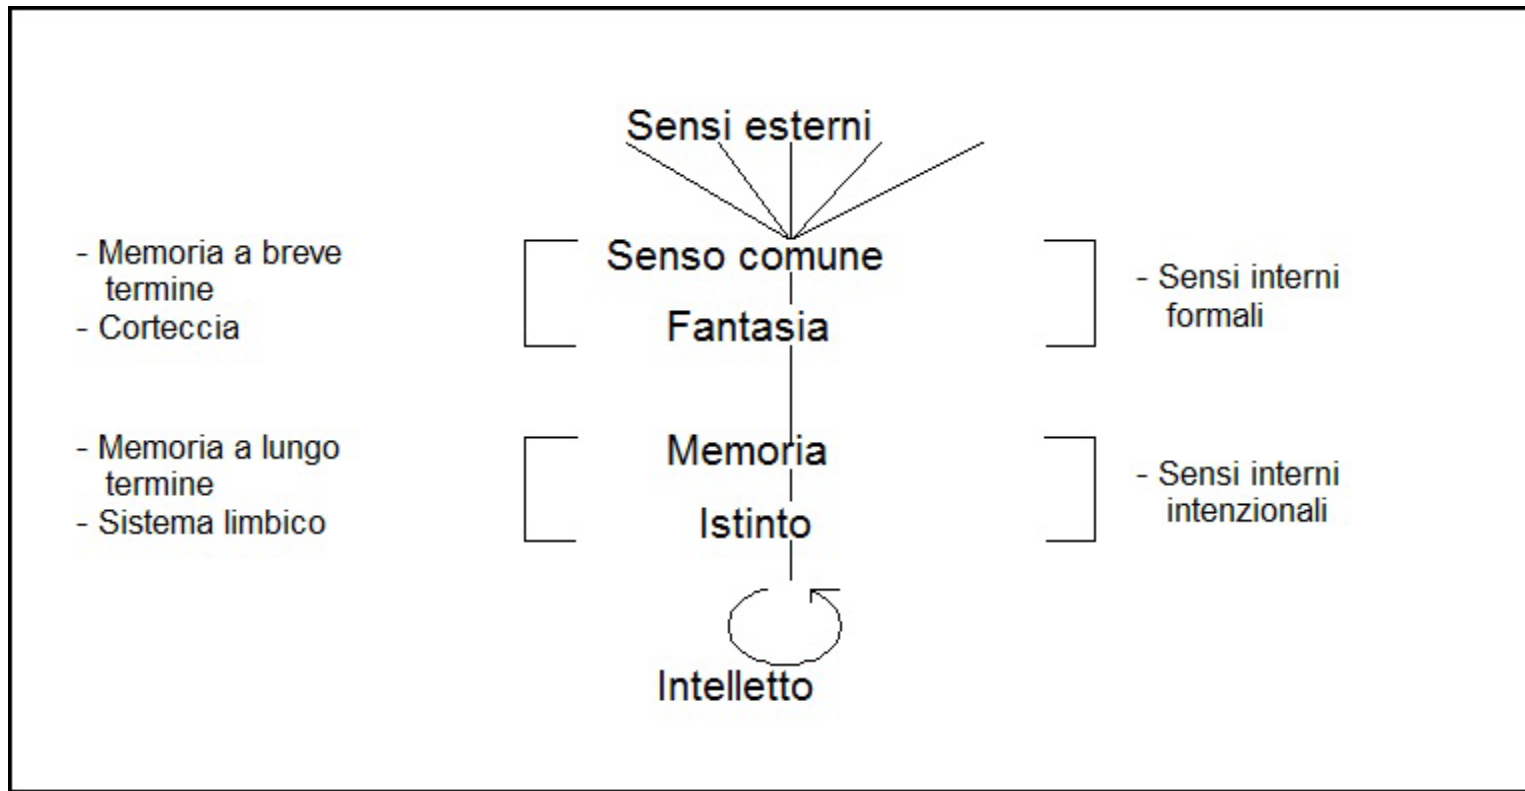 Sensi esterni
- Memoria a breve
termine
- Corteccia
Senso comune
Fantasia
- Sensi interni
formali
- Memoria a lungo
termine
- Sistema limbico
Memoria
Istinto
- Sensi interni
intenzionali
Intelletto